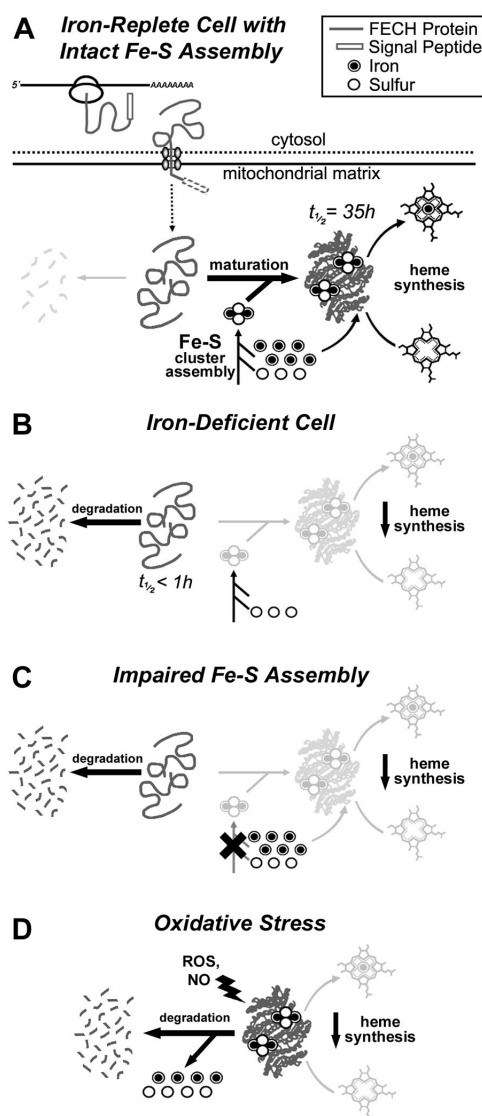 A
Iron-Replete Cell with
Intact Fe-S Assembly
FECH Protein
Signal Peptide
Iron
Sulfur
5'
AAAAAAAA
cytosol
mitochondrial matrix
t½= 35h
maturation
heme
synthesis
Fe-S
cluster
assembly
B
Iron-Deficient Cell
degradation
t½< 1h
heme
synthesis
C
Impaired Fe-S Assembly
degradation
heme
synthesis
D
Oxidative Stress
ROS,
NO
degradation
heme
synthesis